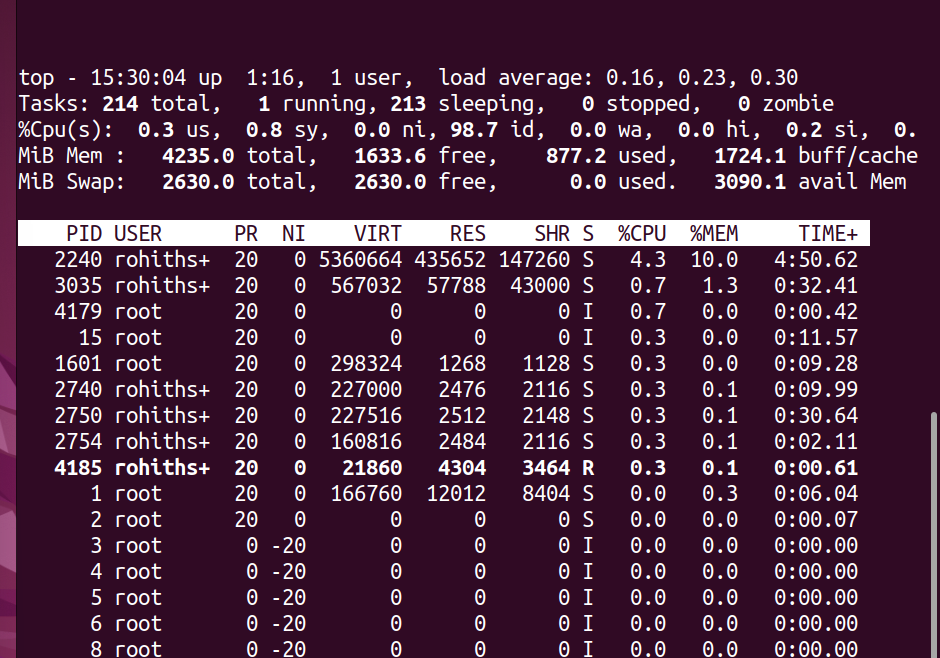 top - 15:30:04 up  1:16,  1 user,  load average: 0.16, 0.23, 0.30
Tasks: 214 total,   1 running, 213 sleeping,   0 stopped,   0 zombie
%Cpu(s):  0.3 us,  0.8 sy,  0.0 ni, 98.7 id,  0.0 wa,  0.0 hi,  0.2 si,  0.
MiB Mem :   4235.0 total,   1633.6 free,    877.2 used,   1724.1 buff/cache
MiB Swap:   2630.0 total,   2630.0 free,      0.0 used.   3090.1 avail Mem
PID USER      PR  NI    VIRT    RES    SHR S  %CPU  %MEM     TIME+
2240 rohiths+  20   0 5360664 435652 147260 S   4.3  10.0   4:50.62
3035 rohiths+  20   0  567032  57788  43000 S   0.7   1.3   0:32.41
4179 root      20   0       0      0      0 I   0.7   0.0   0:00.42
15 root      20   0       0      0      0 I   0.3   0.0   0:11.57
1601 root      20   0  298324   1268   1128 S   0.3   0.0   0:09.28
2740 rohiths+  20   0  227000   2476   2116 S   0.3   0.1   0:09.99
2750 rohiths+  20   0  227516   2512   2148 S   0.3   0.1   0:30.64
2754 rohiths+  20   0  160816   2484   2116 S   0.3   0.1   0:02.11
4185 rohiths+  20   0   21860   4304   3464 R   0.3   0.1   0:00.61
1 root      20   0  166760  12012   8404 S   0.0   0.3   0:06.04
2 root      20   0       0      0      0 S   0.0   0.0   0:00.07
3 root       0 -20       0      0      0 I   0.0   0.0   0:00.00
4 root       0 -20       0      0      0 I   0.0   0.0   0:00.00
5 root       0 -20       0      0      0 I   0.0   0.0   0:00.00
6 root       0 -20       0      0      0 I   0.0   0.0   0:00.00
8 root       0 -20       0      0      0 I   0.0   0.0   0:00.00